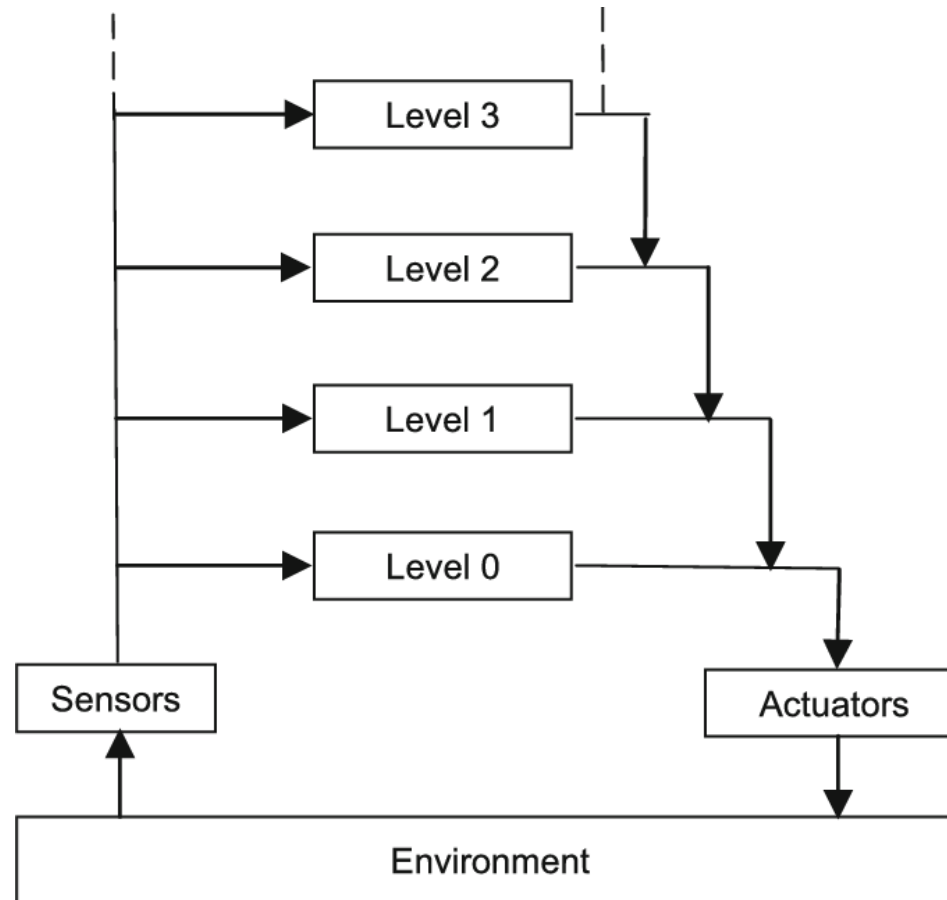 Level 3
Level 2
Level 1
Level 0
Sensors
Actuators
Environment